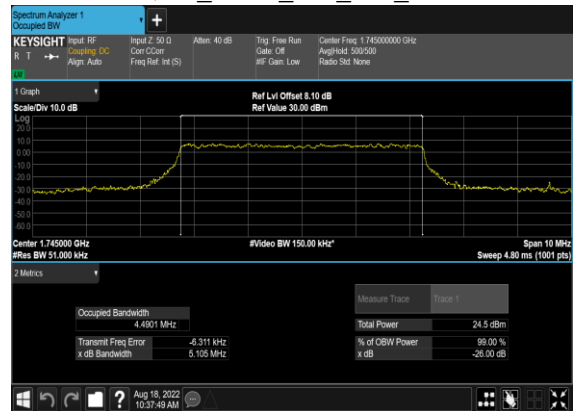 Spectrum Analyzer 1
Occupied BW
+
KEYSIGHT Input: RF Input Z: 50 Ω Atten: 40 dB Trig: Free Run Center Freq: 1.745000000 GHz
R T Coupling: DC Corr CCorr Gate: Off Avg|Hold: 500/500
Align: Auto Freq Ref: Int (S) #IF Gain: Low Radio Std: None
LXI
1 Graph
Ref Lvl Offset 8.10 dB
Scale/Div 10.0 dB Ref Value 30.00 dBm
Log
20.0
10.0
0.00
-10.0
-20.0
-30.0
-40.0
-50.0
-60.0
Center 1.745000 GHz #Video BW 150.00 kHz* Span 10 MHz
#Res BW 51.000 kHz Sweep 4.80 ms (1001 pts)
2 Metrics
Measure Trace Trace 1
Occupied Bandwidth
4.4901 MHz Total Power 24.5 dBm
Transmit Freq Error -6.311 kHz % of OBW Power 99.00 %
x dB Bandwidth 5.105 MHz x dB -26.00 dB
? Aug 18, 2022
10:37:49 AM